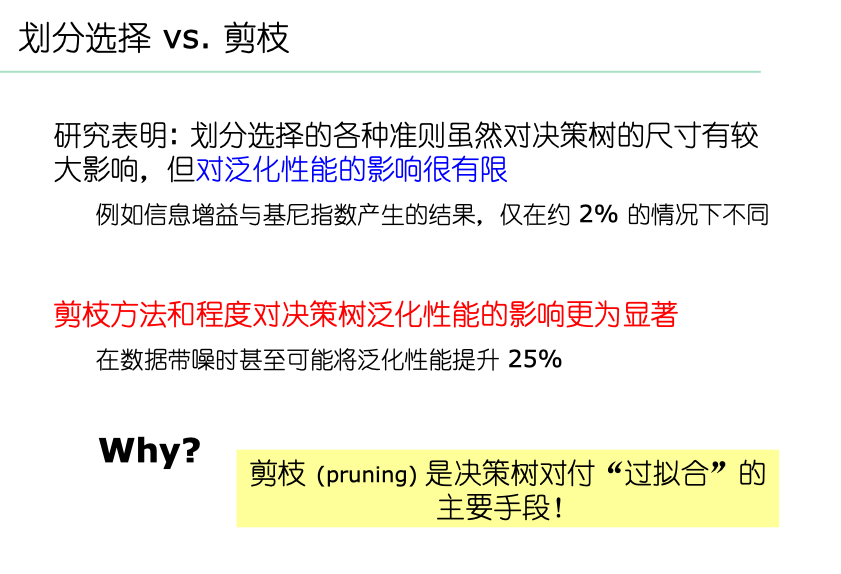 划分选择 vs. 剪枝
研究表明: 划分选择的各种准则虽然对决策树的尺寸有较
大影响，但对泛化性能的影响很有限
例如信息增益与基尼指数产生的结果，仅在约 2% 的情况下不同
剪枝方法和程度对决策树泛化性能的影响更为显著
在数据带噪时甚至可能将泛化性能提升 25%
Why?
剪枝 (pruning) 是决策树对付“过拟合”的
主要手段！